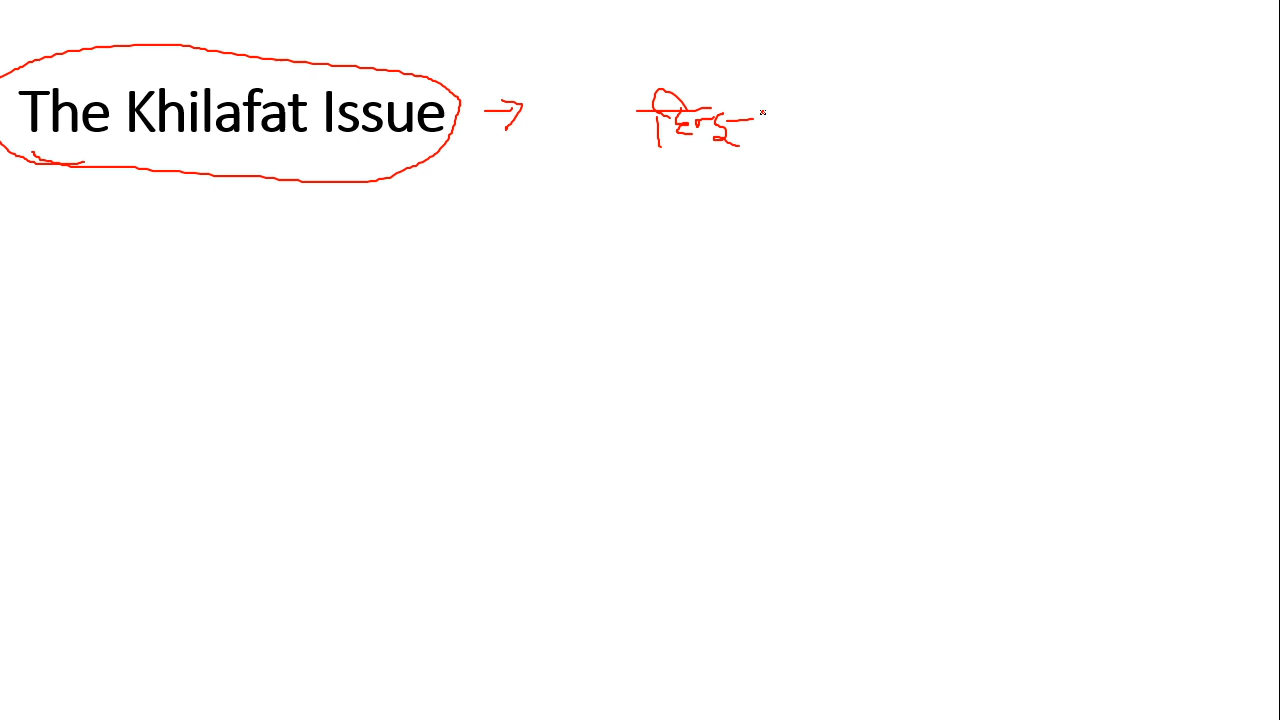 The Khilafat Issue →